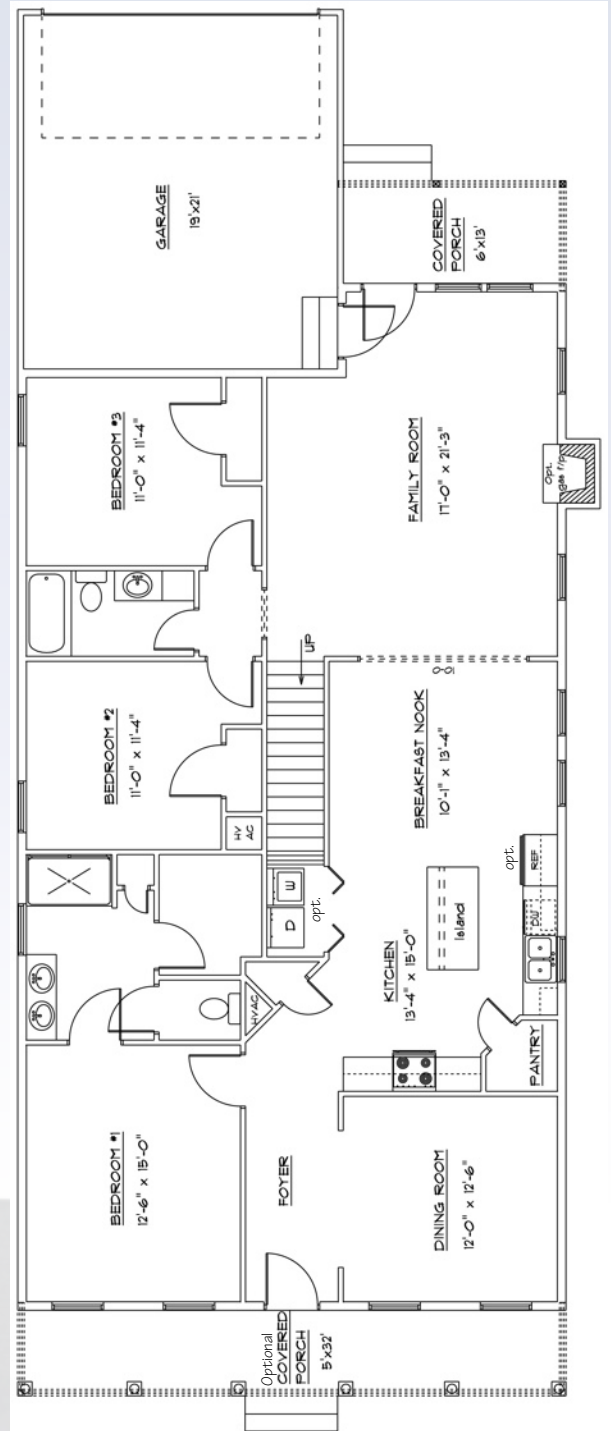 GARAGE
19'x21'
COVERED
PORCH
6'x13'
BEDROOM #3
11'-0" x 11'-4"
FAMILY ROOM
17'-0" x 21'-3"
Opt.
gas f/p
UP
BEDROOM #2
11'-0" x 11'-4"
BREAKFAST NOOK
10'-1" x 13'-4"
HV
AC
W
D
opt.
opt.
REF
DW
Island
KITCHEN
13'-4" x 15'-0"
HVAC
PANTRY
BEDROOM #1
12'-6" x 15'-0"
FOYER
DINING ROOM
12'-0" x 12'-6"
Optional
COVERED
PORCH
5'x32'